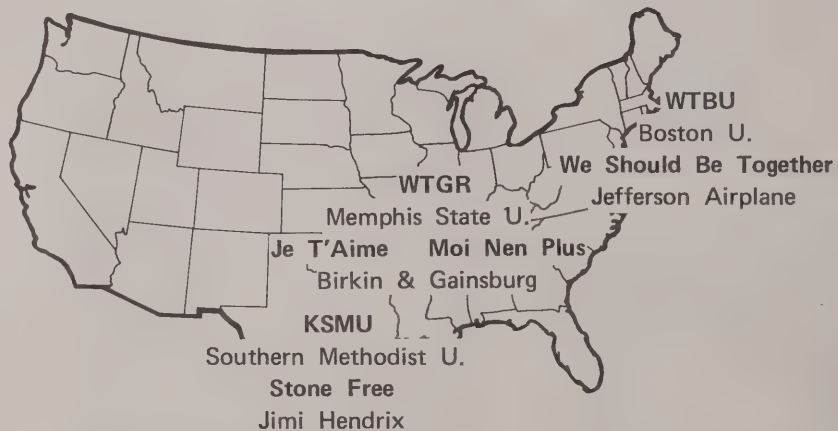 WTBU
Boston U.
We Should Be Together
Jefferson Airplane
WTGR
Memphis State U.
Je T'Aime Moi Nen Plus
Birkin & Gainsburg
KSMU
Southern Methodist U.
Stone Free
Jimi Hendrix